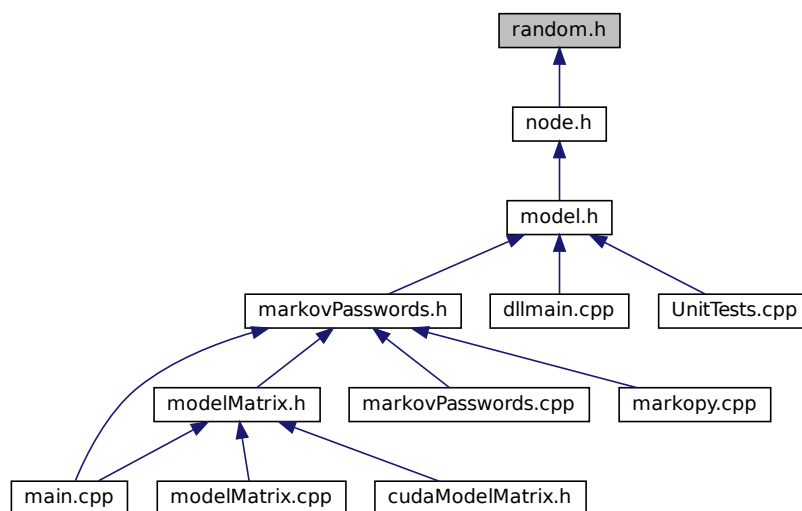 random.h
node.h
model.h
markovPasswords.h
dllmain.cpp
UnitTests.cpp
modelMatrix.h
markovPasswords.cpp
markopy.cpp
main.cpp
modelMatrix.cpp
cudaModelMatrix.h